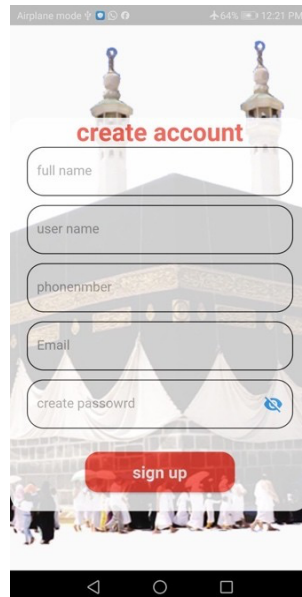 Airplane mode 64% 12:21 PM
create account
full name
user name
phonenmber
Email
create passowrd
sign up